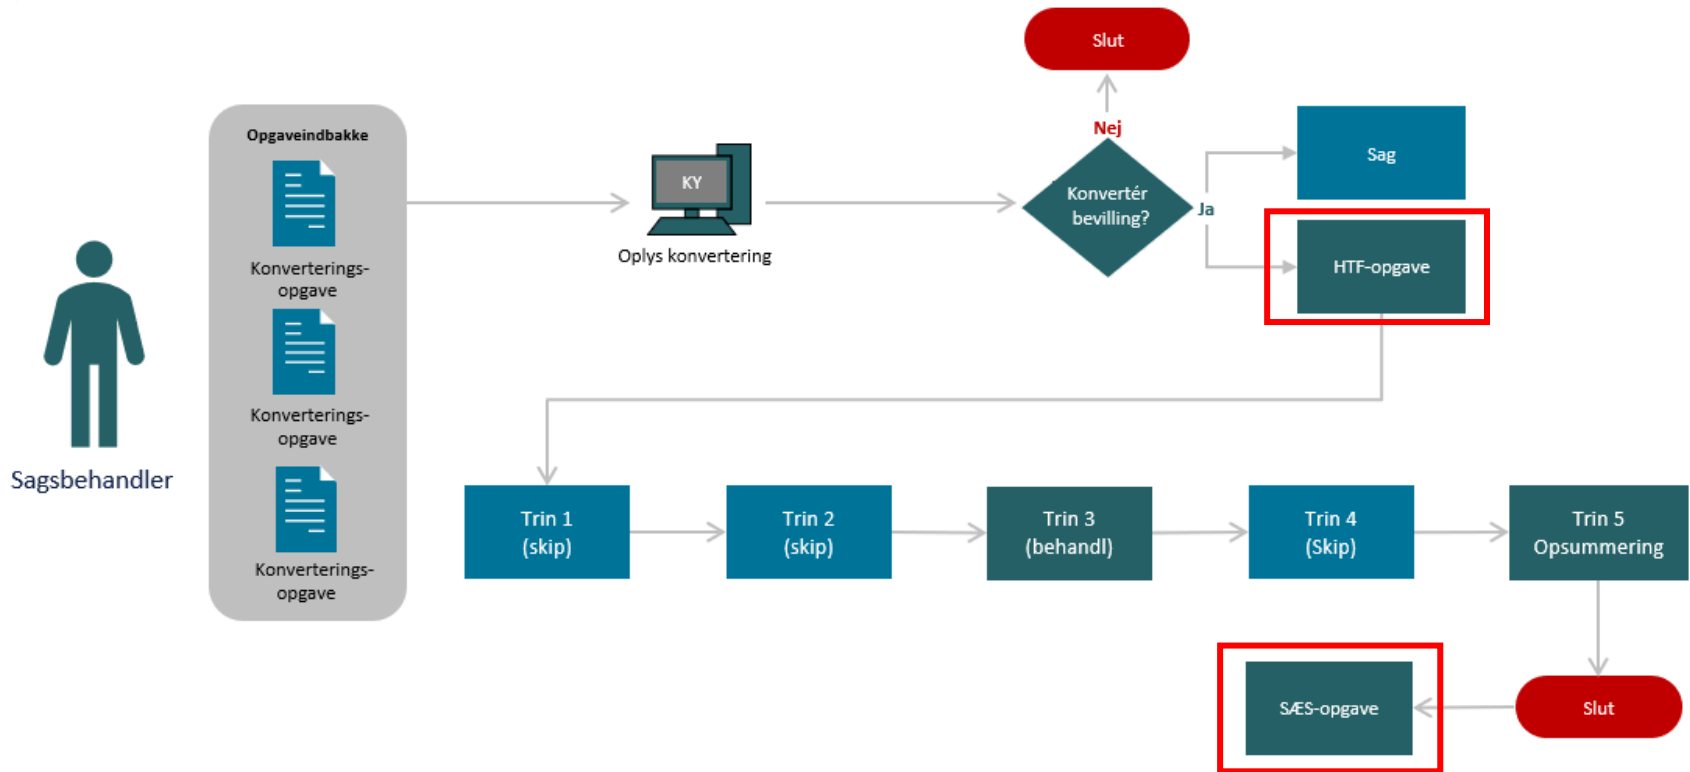 Slut
Opgaveindbakke
Nej
Sag
KY
Konvertér
bevilling?
Ja
Oplys konvertering
Konverterings-
opgave
HTF-opgave
Konverterings-
opgave
Sagsbehandler
Konverterings-
opgave
Trin 1
(skip)
Trin 2
(skip)
Trin 3
(behandl)
Trin 4
(Skip)
Trin 5
Opsummering
SÆS-opgave
Slut